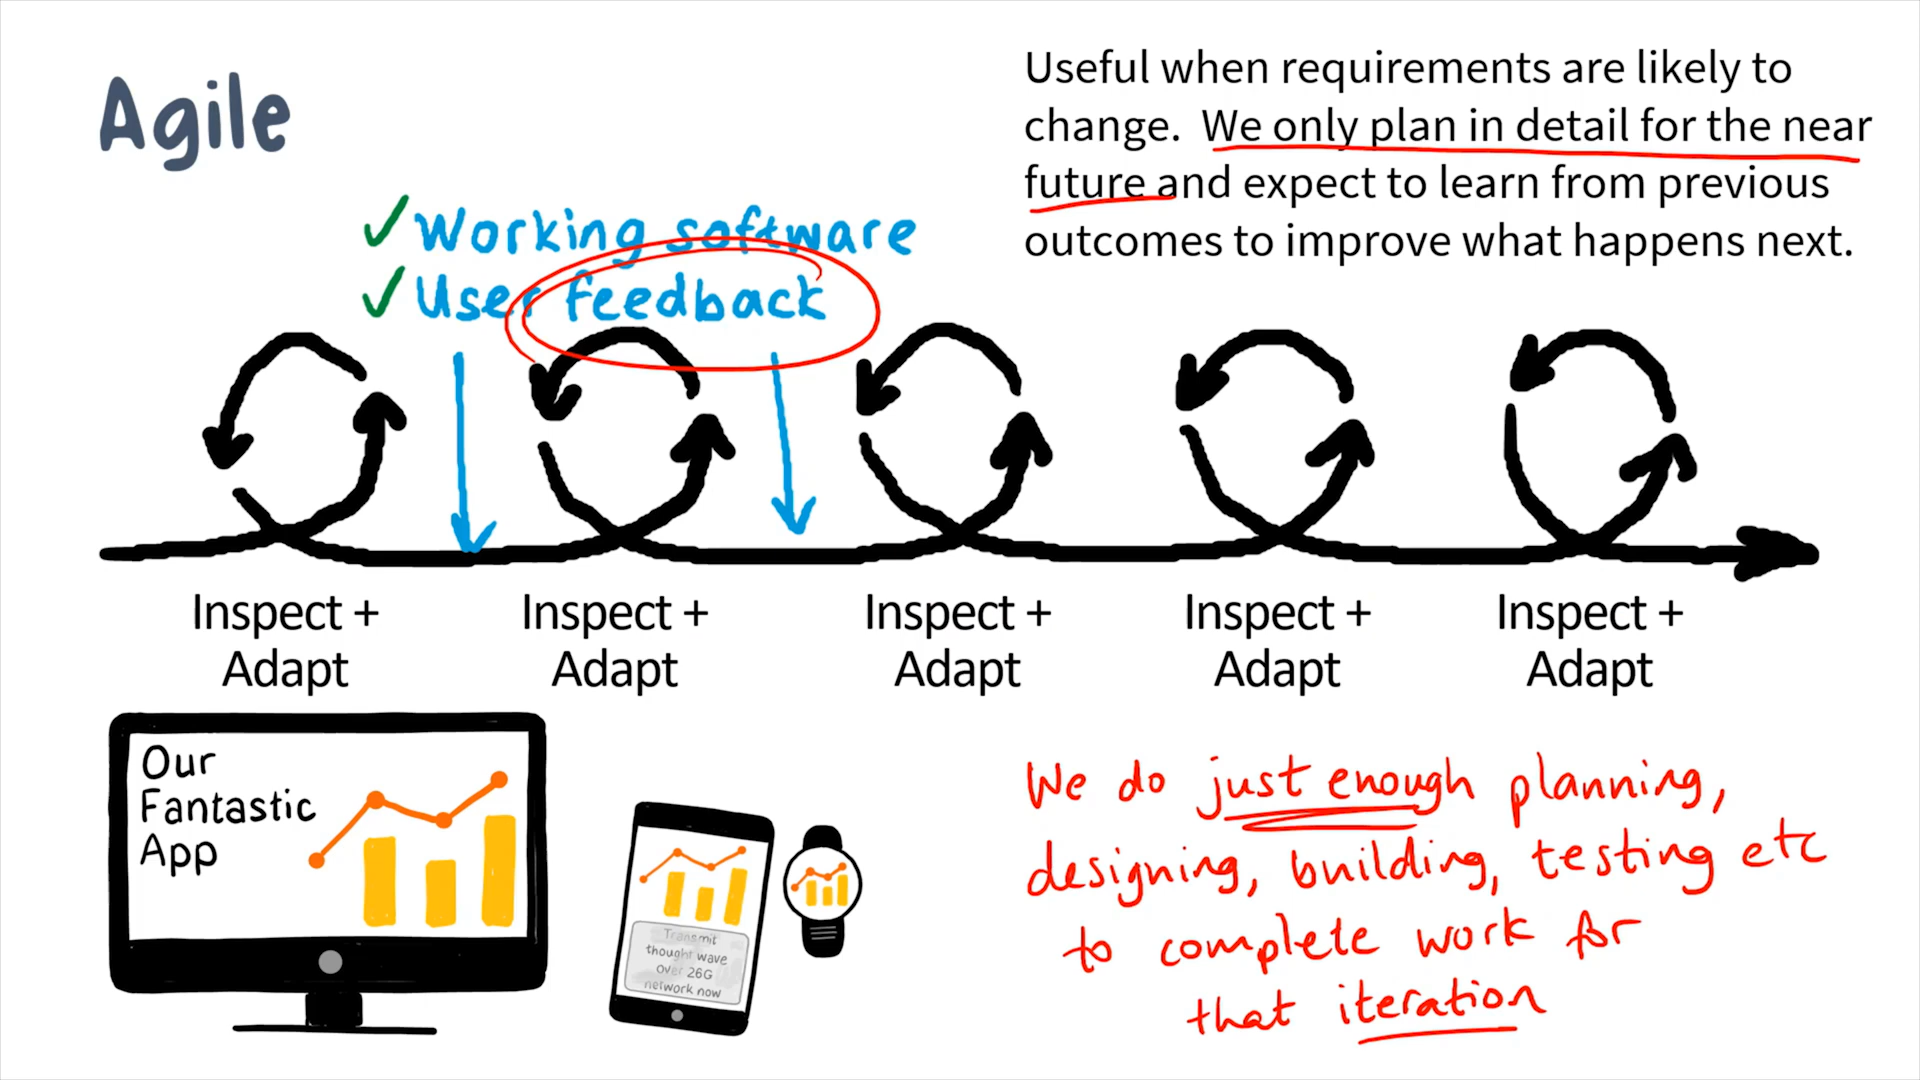 Agile
Useful when requirements are likely to
change. We only plan in detail for the near
future and expect to learn from previous
outcomes to improve what happens next.
✓ Working software
✓ User feedback
Inspect +
Adapt
Inspect +
Adapt
Inspect +
Adapt
Inspect +
Adapt
Inspect +
Adapt
Our
Fantastic
App
Transmit
thought wave
over 26G
network now
We do just enough planning,
designing, building, testing etc
to complete work for
that iteration